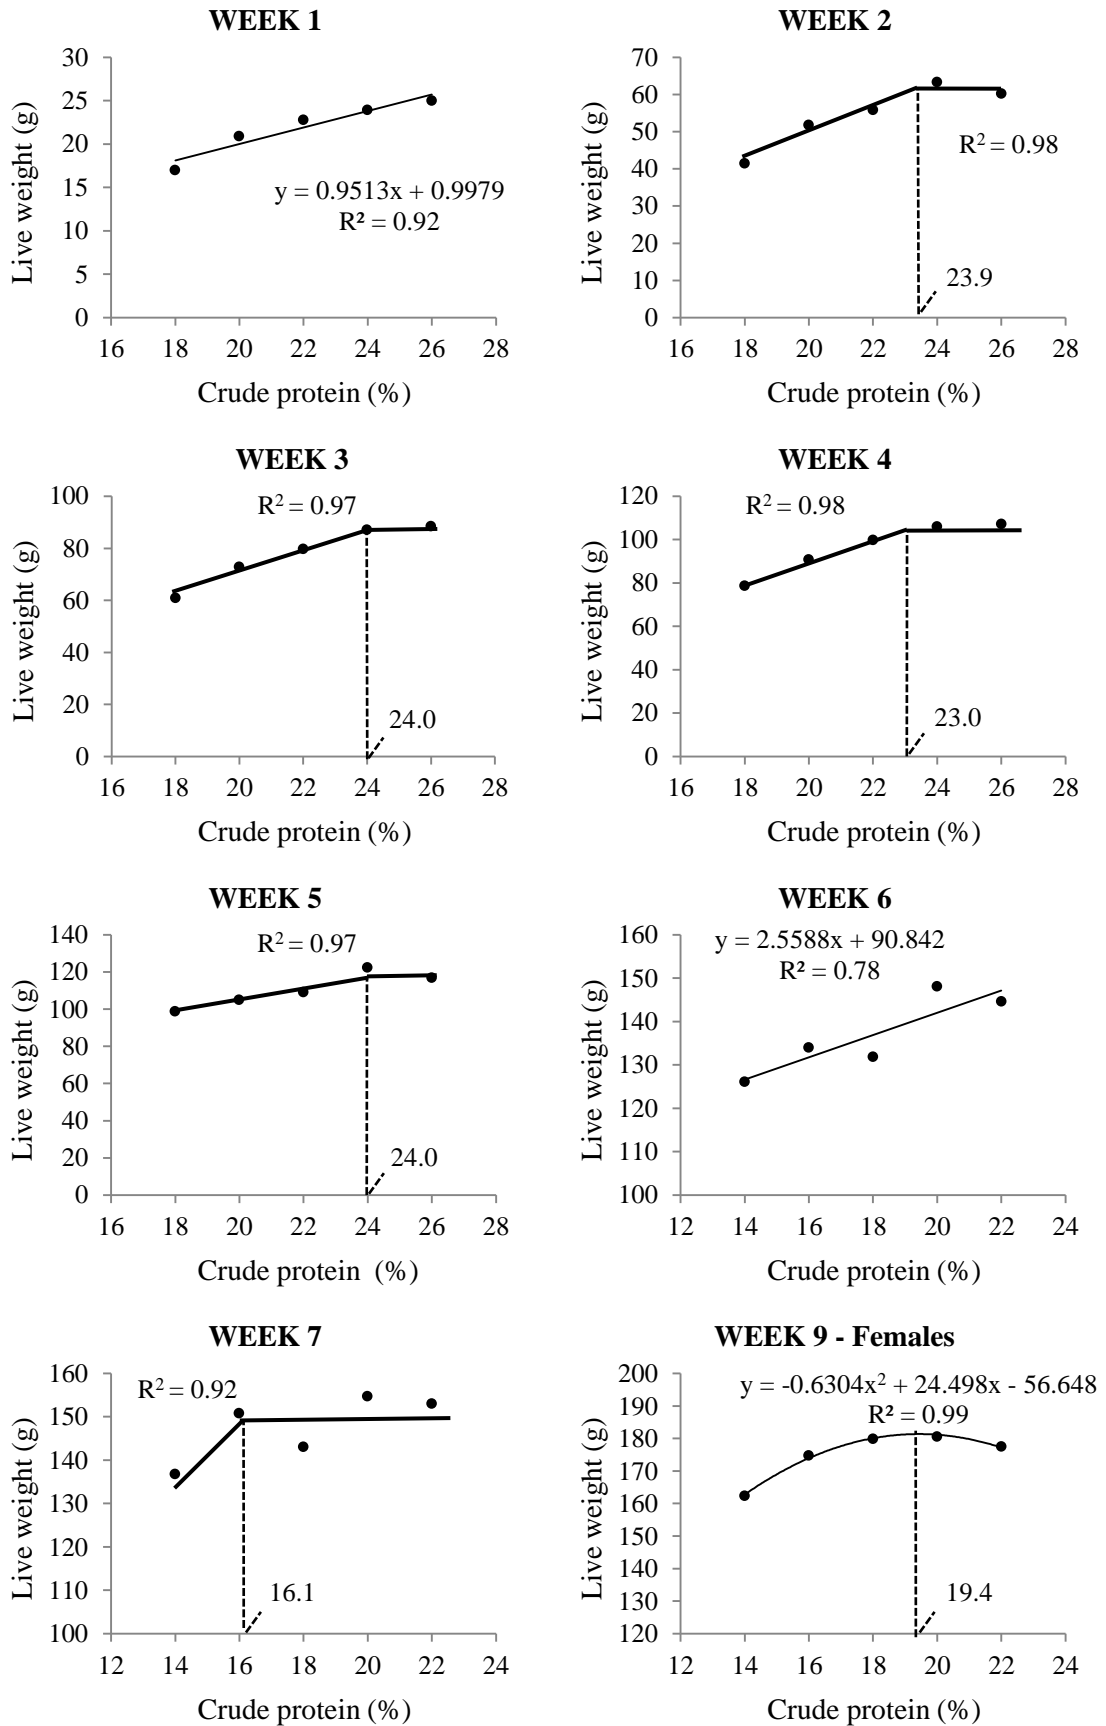 WEEK 1
30
25
20
15
10
5
0
Live weight (g)
y = 0.9513x + 0.9979
R² = 0.92
16 18 20 22 24 26 28
Crude protein (%)
WEEK 2
70
60
50
40
30
20
10
0
Live weight (g)
R² = 0.98
23.9
16 18 20 22 24 26 28
Crude protein (%)
WEEK 3
100
80
60
40
20
0
Live weight (g)
R² = 0.97
24.0
16 18 20 22 24 26 28
Crude protein (%)
WEEK 4
120
100
80
60
40
20
0
Live weight (g)
R² = 0.98
23.0
16 18 20 22 24 26 28
Crude protein (%)
WEEK 5
140
120
100
80
60
40
20
0
Live weight (g)
R² = 0.97
24.0
16 18 20 22 24 26 28
Crude protein (%)
WEEK 6
160
150
140
130
120
110
100
Live weight (g)
y = 2.5588x + 90.842
R² = 0.78
12 14 16 18 20 22 24
Crude protein (%)
WEEK 7
160
150
140
130
120
110
100
Live weight (g)
R² = 0.92
16.1
12 14 16 18 20 22 24
Crude protein (%)
WEEK 9 - Females
200
190
180
170
160
150
140
130
120
Live weight (g)
y = -0.6304x² + 24.498x - 56.648
R² = 0.99
19.4
12 14 16 18 20 22 24
Crude protein (%)